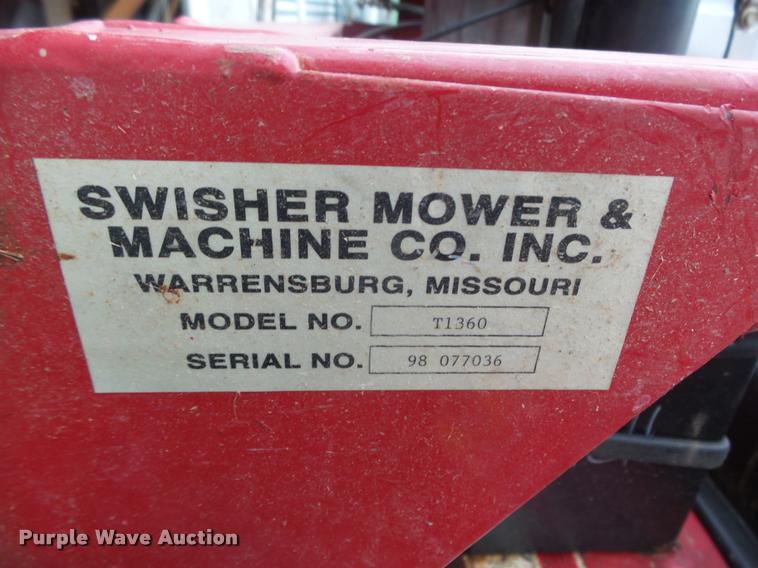 SWISHER MOWER &
MACHINE CO. INC.
WARRENSBURG, MISSOURI
MODEL NO. T1360
SERIAL NO. 98 077036
Purple Wave Auction